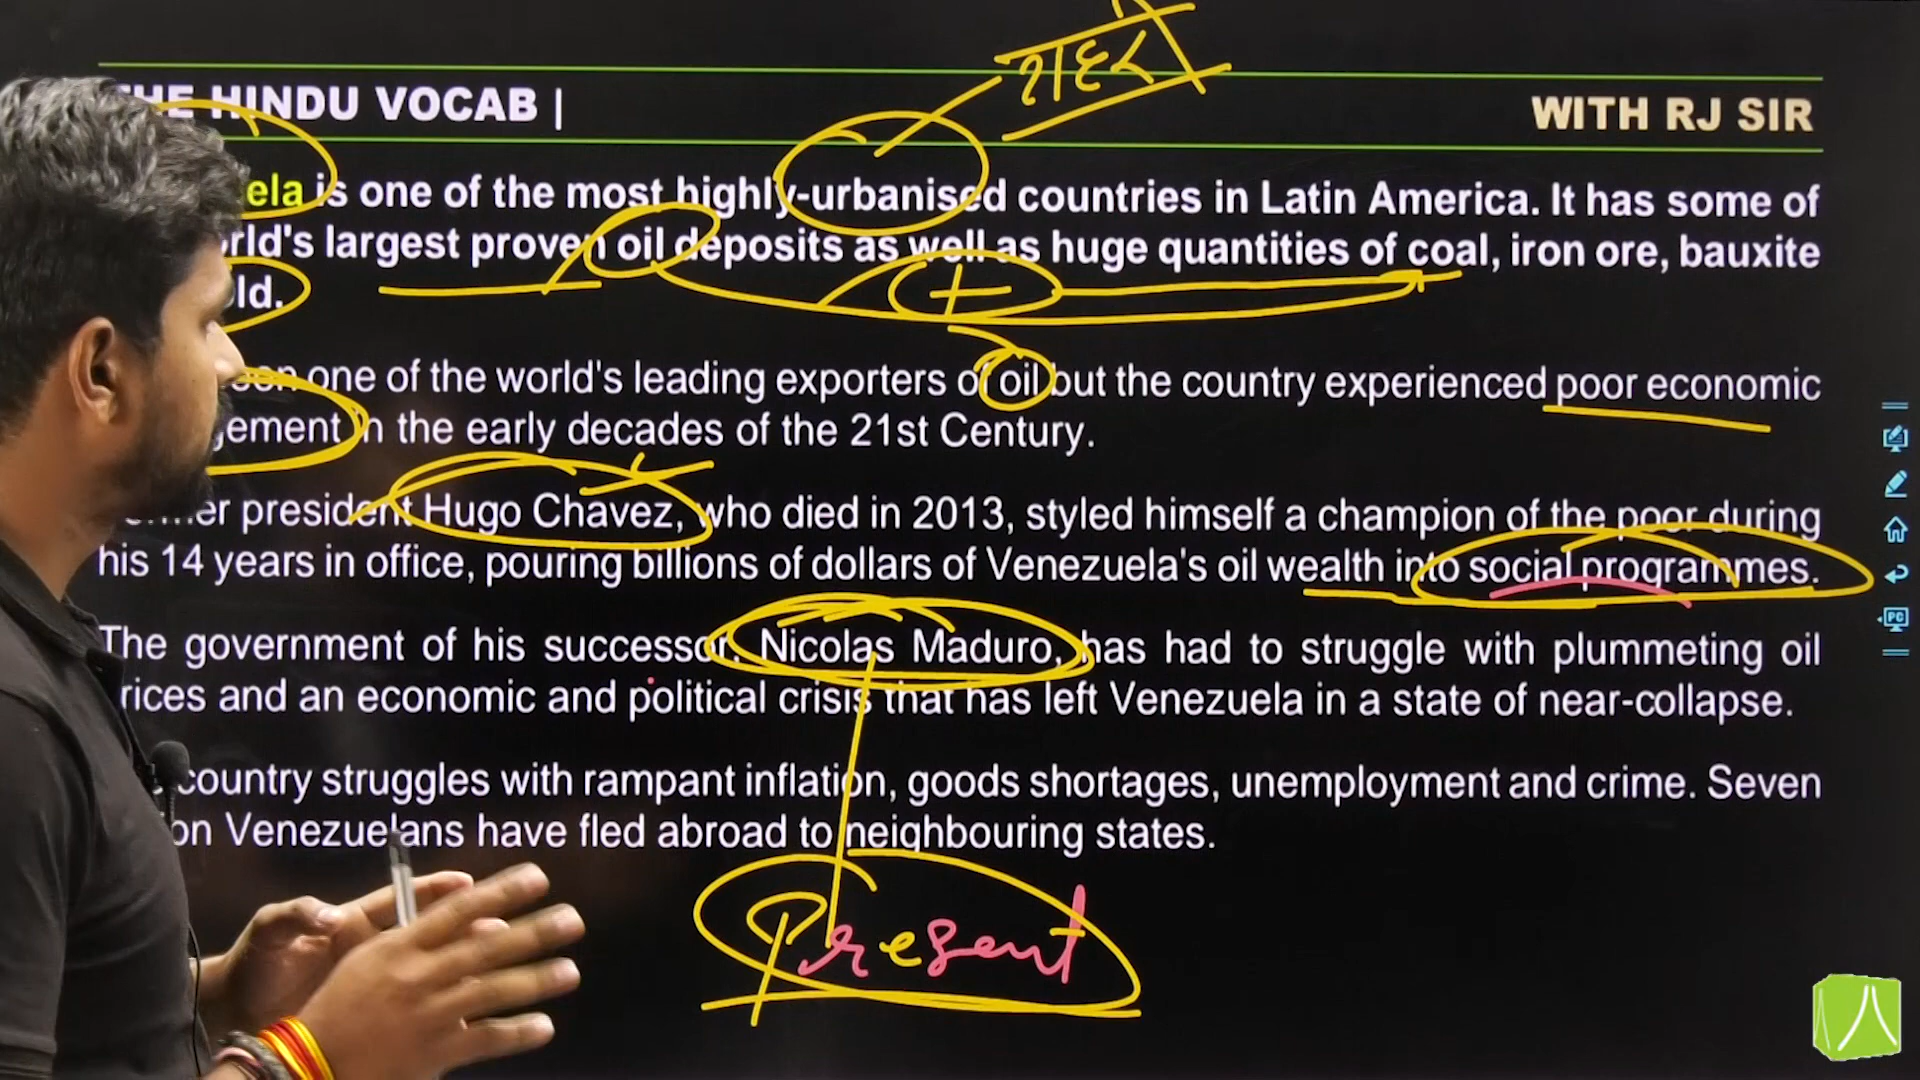 THE HINDU VOCAB |
WITH RJ SIR
शहर
ela is one of the most highly-urbanised countries in Latin America. It has some of
rld's largest proven oil deposits as well as huge quantities of coal, iron ore, bauxite
ld.
one of the world's leading exporters of oil but the country experienced poor economic
gement in the early decades of the 21st Century.
er president Hugo Chavez, who died in 2013, styled himself a champion of the poor during
his 14 years in office, pouring billions of dollars of Venezuela's oil wealth into social programmes.
The government of his successor, Nicolas Maduro, has had to struggle with plummeting oil
rices and an economic and political crisis that has left Venezuela in a state of near-collapse.
country struggles with rampant inflation, goods shortages, unemployment and crime. Seven
on Venezuelans have fled abroad to neighbouring states.
Present
PC